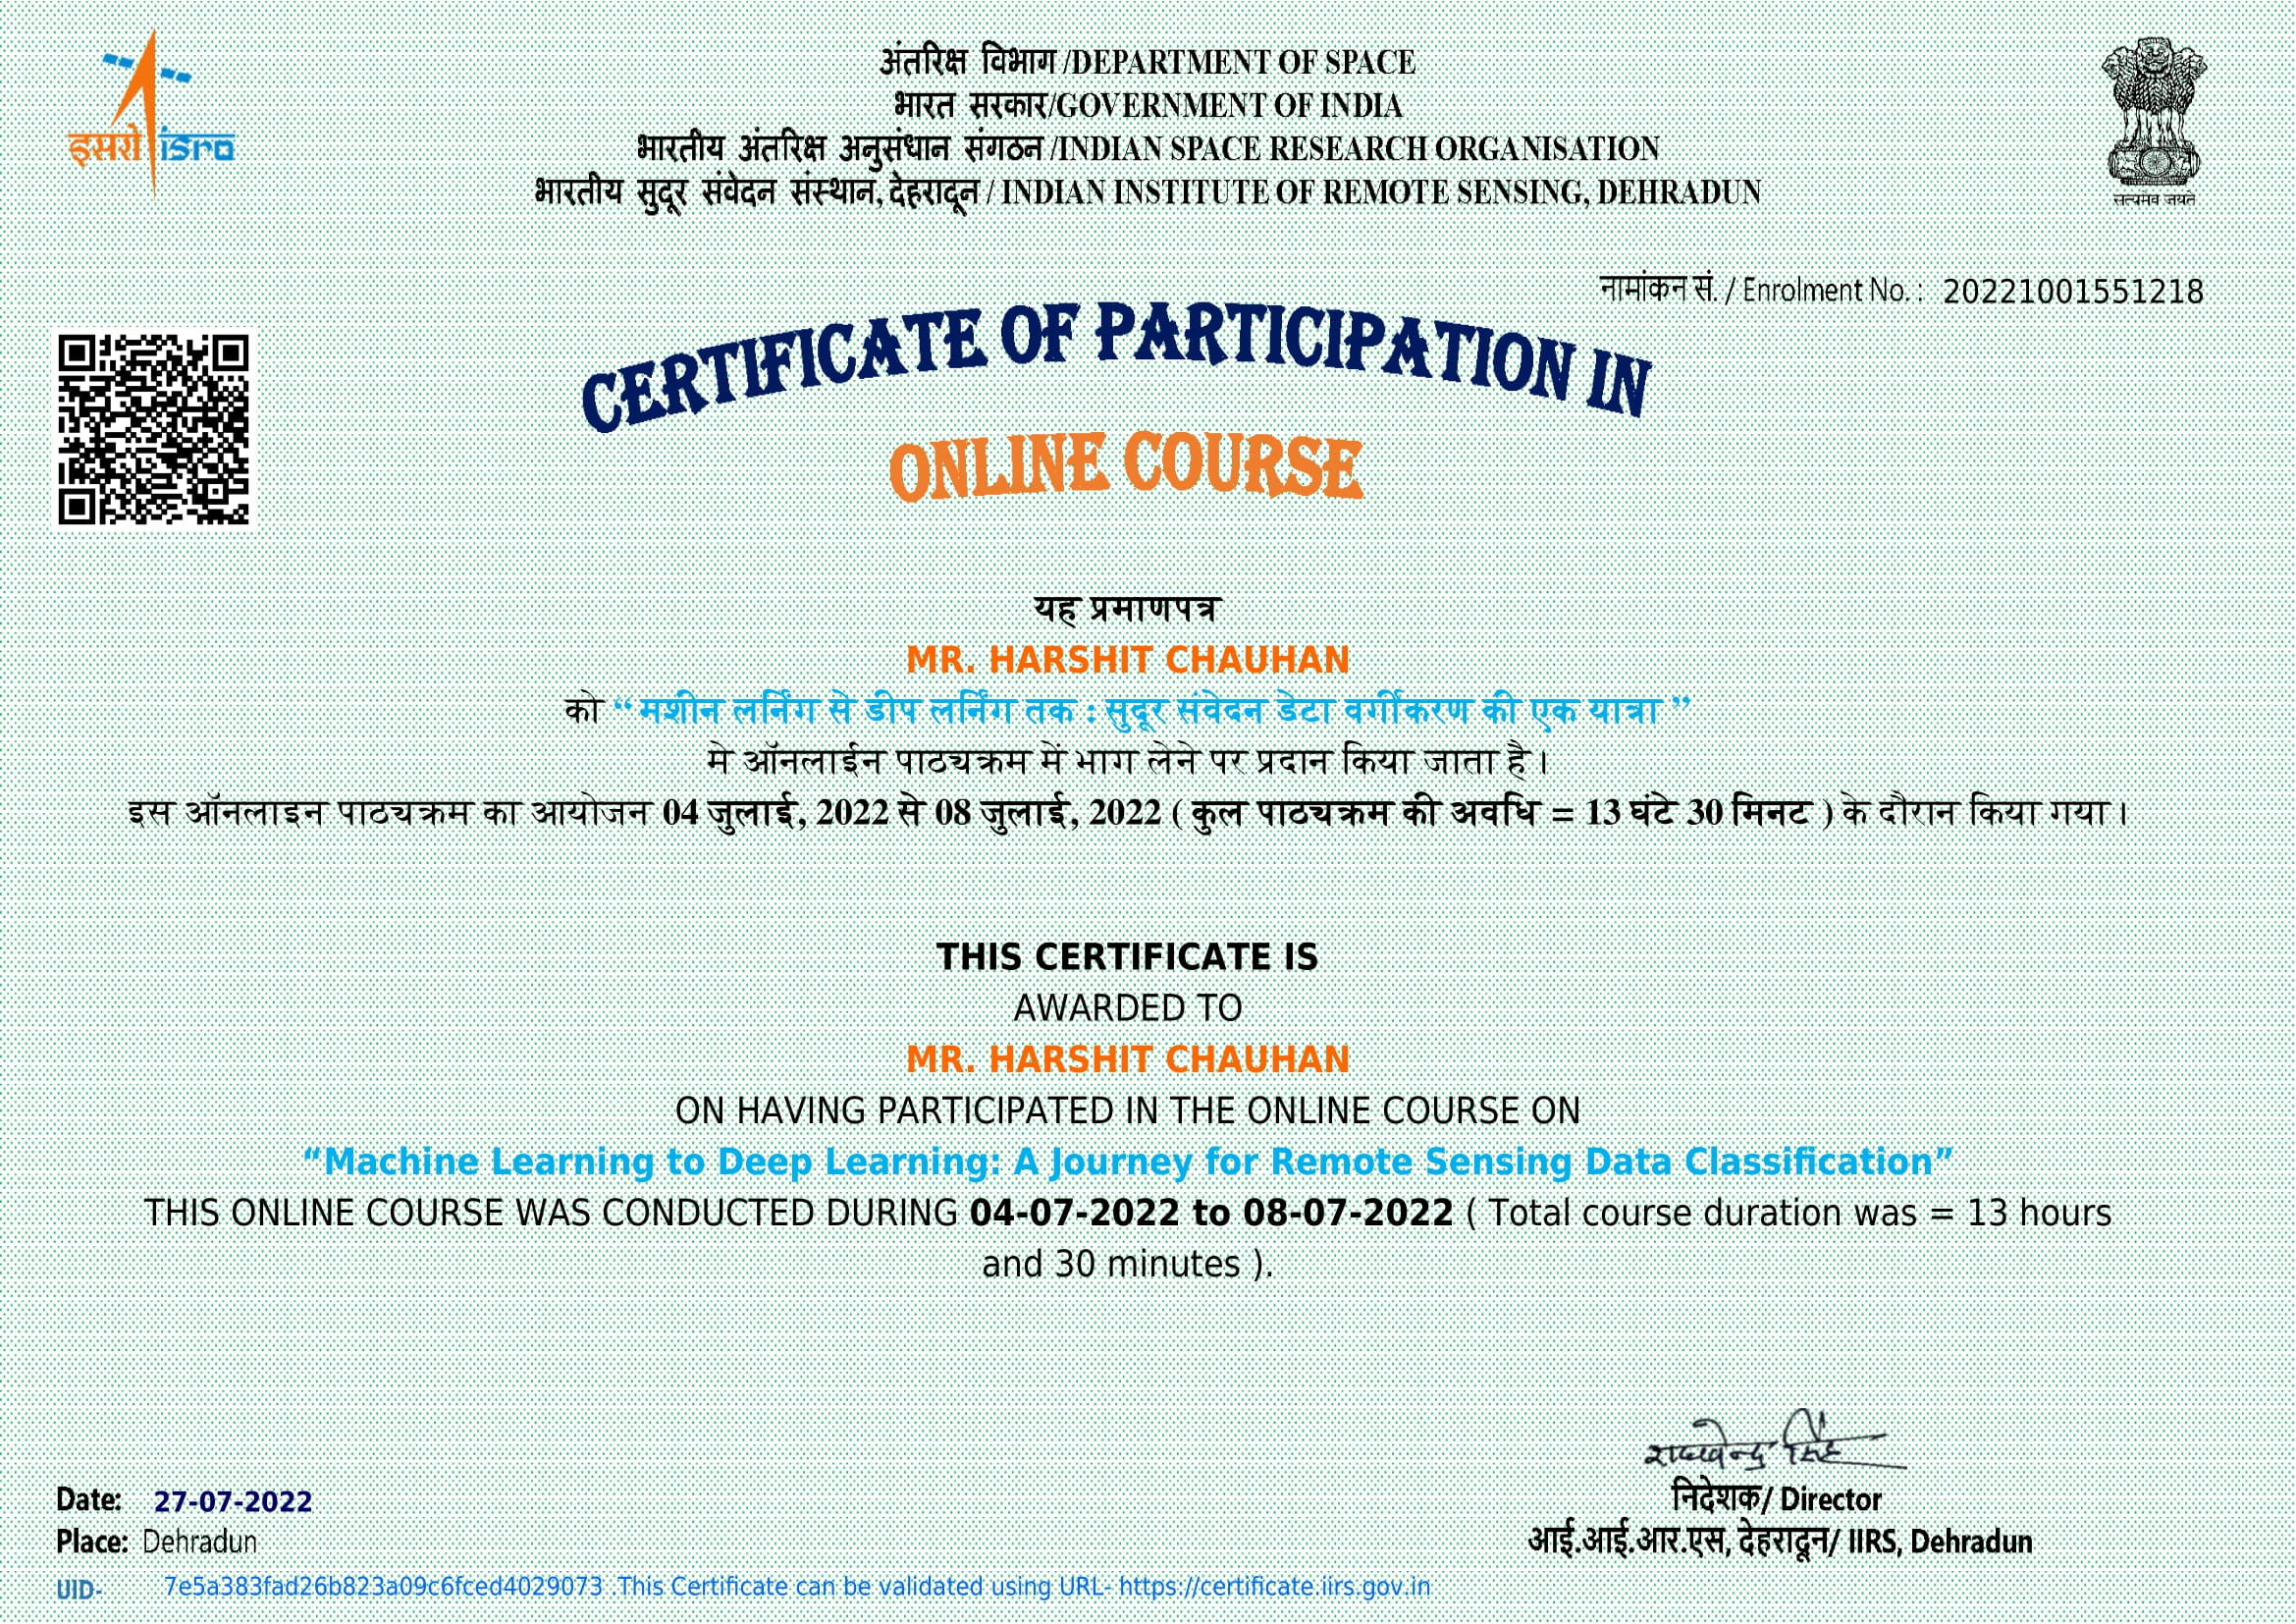 इसरो isro
अंतरिक्ष विभाग /DEPARTMENT OF SPACE
भारत सरकार/GOVERNMENT OF INDIA
भारतीय अंतरिक्ष अनुसंधान संगठन /INDIAN SPACE RESEARCH ORGANISATION
भारतीय सुदूर संवेदन संस्थान, देहरादून / INDIAN INSTITUTE OF REMOTE SENSING, DEHRADUN
सत्यमेव जयते
नामांकन सं. / Enrolment No. : 20221001551218
CERTIFICATE OF PARTICIPATION IN
ONLINE COURSE
यह प्रमाणपत्र
MR. HARSHIT CHAUHAN
को “ मशीन लर्निंग से डीप लर्निंग तक : सुदूर संवेदन डेटा वर्गीकरण की एक यात्रा ”
मे ऑनलाईन पाठ्यक्रम में भाग लेने पर प्रदान किया जाता है।
इस ऑनलाइन पाठ्यक्रम का आयोजन 04 जुलाई, 2022 से 08 जुलाई, 2022 ( कुल पाठ्यक्रम की अवधि = 13 घंटे 30 मिनट ) के दौरान किया गया।
THIS CERTIFICATE IS
AWARDED TO
MR. HARSHIT CHAUHAN
ON HAVING PARTICIPATED IN THE ONLINE COURSE ON
“Machine Learning to Deep Learning: A Journey for Remote Sensing Data Classification”
THIS ONLINE COURSE WAS CONDUCTED DURING 04-07-2022 to 08-07-2022 ( Total course duration was = 13 hours
and 30 minutes ).
निदेशक/ Director
आई.आई.आर.एस, देहरादून/ IIRS, Dehradun
Date: 27-07-2022
Place: Dehradun
UID- 7e5a383fad26b823a09c6fced4029073 .This Certificate can be validated using URL- https://certificate.iirs.gov.in